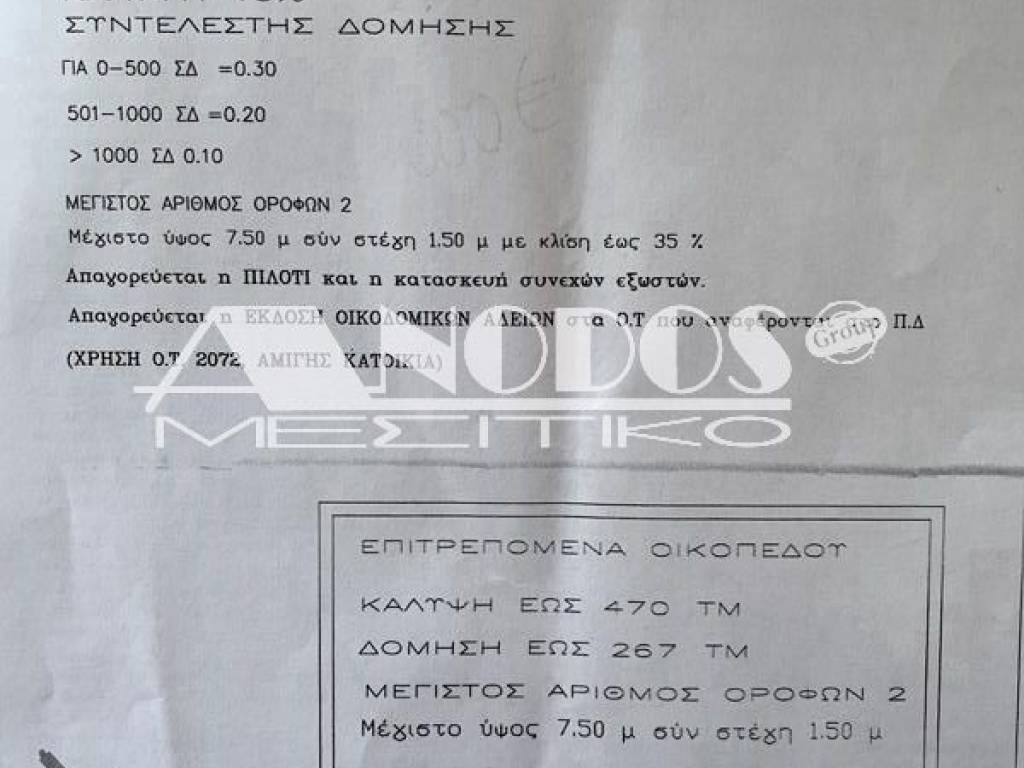 ΣΥΝΤΕΛΕΣΤΗΣ ΔΟΜΗΣΗΣ
ΓΙΑ 0-500 ΣΔ =0.30
501-1000 ΣΔ =0.20
> 1000 ΣΔ 0.10
ΜΕΓΙΣΤΟΣ ΑΡΙΘΜΟΣ ΟΡΟΦΩΝ 2
Μέγιστο ύψος 7.50 μ σύν στέγη 1.50 μ με κλίση έως 35 %
Απαγορεύεται η ΠΙΛΟΤΙ και η κατασκευή συνεχών εξωστών.
Απαγορεύεται η ΕΚΔΟΣΗ ΟΙΚΟΔΟΜΙΚΩΝ ΑΔΕΙΩΝ στα Ο.Τ που αναφέρονται Π.Δ
(ΧΡΗΣΗ Ο.Τ. 2072, ΑΜΙΓΗΣ ΚΑΤΟΙΚΙΑ)
ANODOS Group
ΜΕΣΙΤΙΚΟ
ΕΠΙΤΡΕΠΟΜΕΝΑ ΟΙΚΟΠΕΔΟΥ
ΚΑΛΥΨΗ ΕΩΣ 470 ΤΜ
ΔΟΜΗΣΗ ΕΩΣ 267 ΤΜ
ΜΕΓΙΣΤΟΣ ΑΡΙΘΜΟΣ ΟΡΟΦΩΝ 2
Μέγιστο ύψος 7.50 μ σύν στέγη 1.50 μ